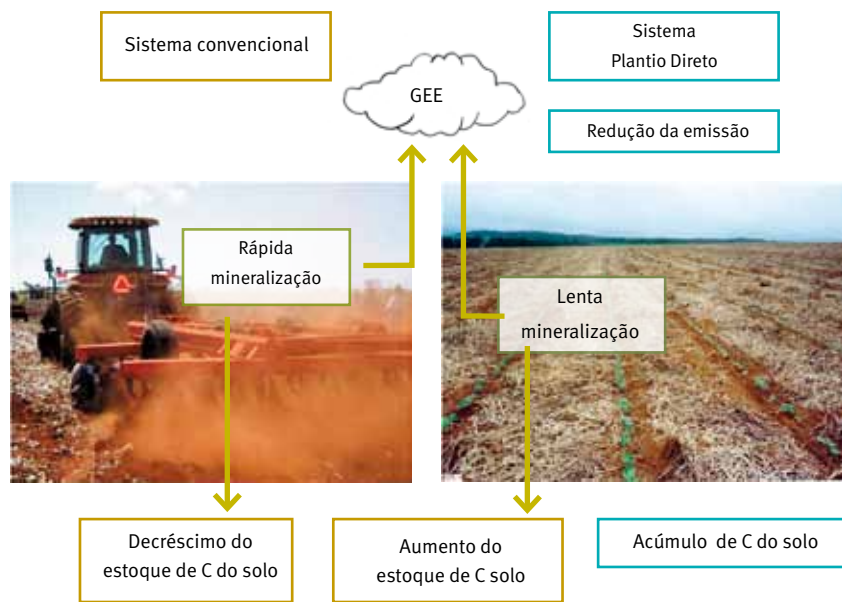 Sistema convencional
Sistema
Plantio Direto
GEE
Redução da emissão
Rápida
mineralização
Lenta
mineralização
Decréscimo do
estoque de C do solo
Aumento do
estoque de C solo
Acúmulo de C do solo